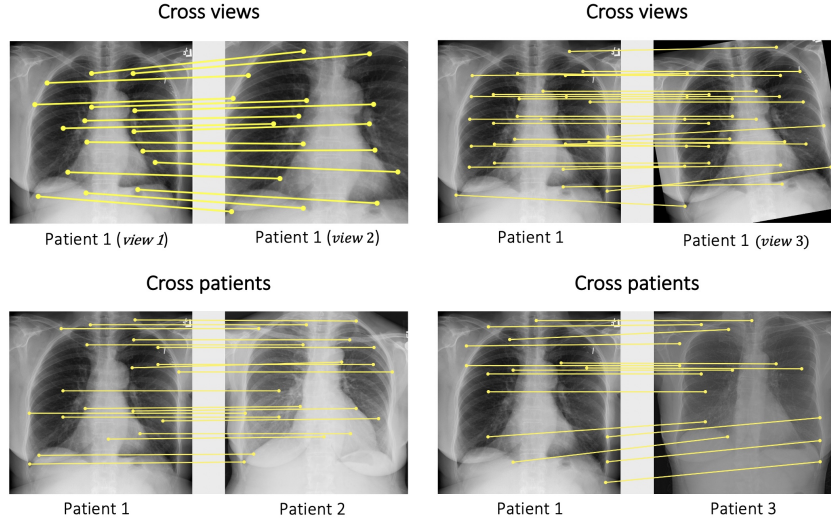 Cross views
Cross views
Patient 1 (view 1)
Patient 1 (view 2)
Patient 1
Patient 1 (view 3)
Cross patients
Cross patients
Patient 1
Patient 2
Patient 1
Patient 3